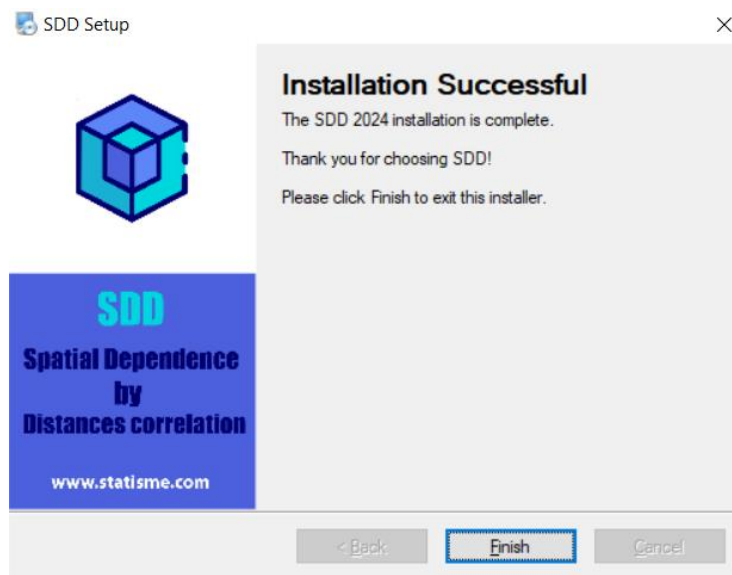 SDD Setup
Installation Successful
The SDD 2024 installation is complete.
Thank you for choosing SDD!
Please click Finish to exit this installer.
SDD
Spatial Dependence
by
Distances correlation
www.statisme.com
< Back
Finish
Cancel